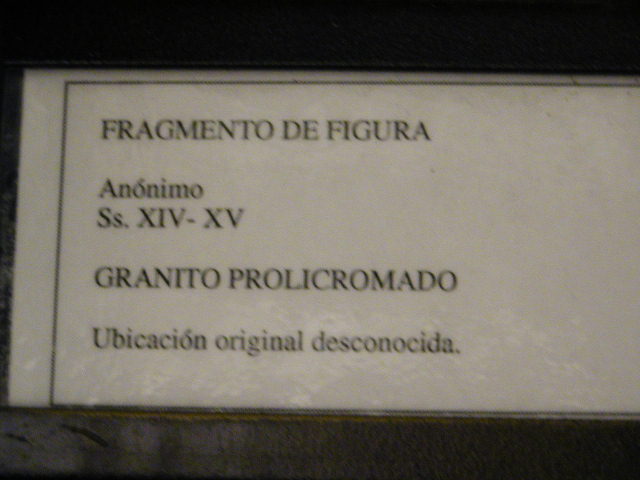 FRAGMENTO DE FIGURA
Anónimo
Ss. XIV- XV
GRANITO PROLICROMADO
Ubicación original desconocida.